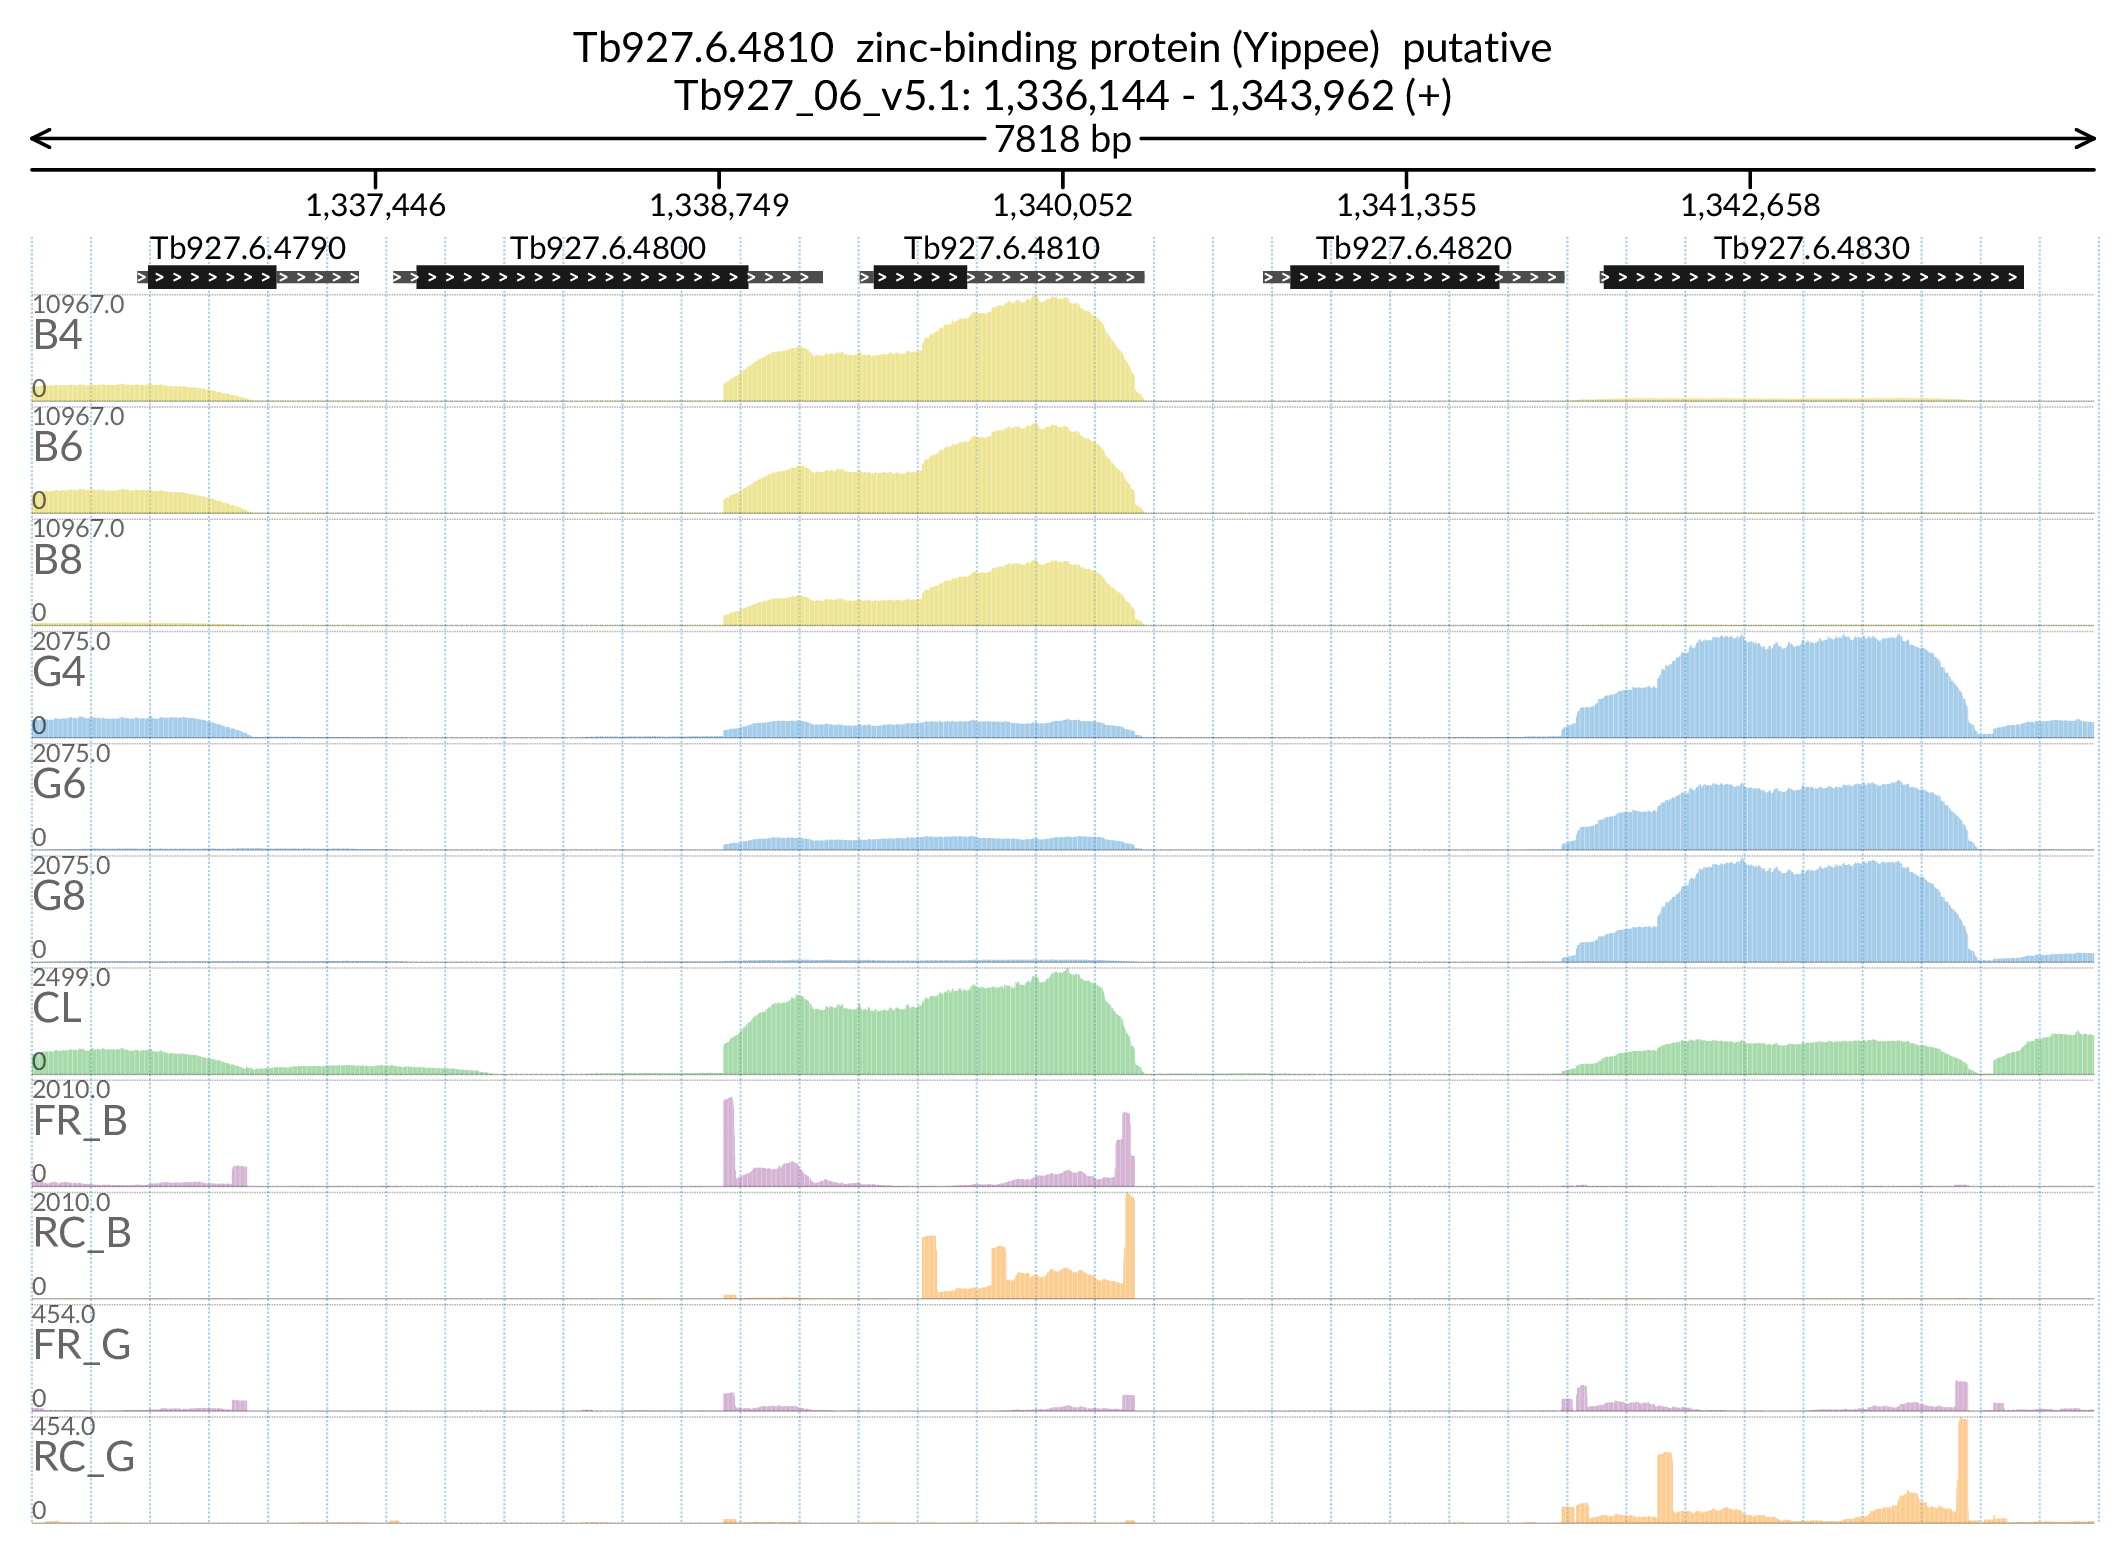 Tb927.6.4810  zinc-binding protein (Yippee)  putative
Tb927_06_v5.1: 1,336,144 - 1,343,962 (+)
7818 bp
1,337,446 1,338,749 1,340,052 1,341,355 1,342,658
Tb927.6.4790 Tb927.6.4800 Tb927.6.4810 Tb927.6.4820 Tb927.6.4830
10967.0
B4
0
10967.0
B6
0
10967.0
B8
0
2075.0
G4
0
2075.0
G6
0
2075.0
G8
0
2499.0
CL
0
2010.0
FR_B
0
2010.0
RC_B
0
454.0
FR_G
0
454.0
RC_G
0